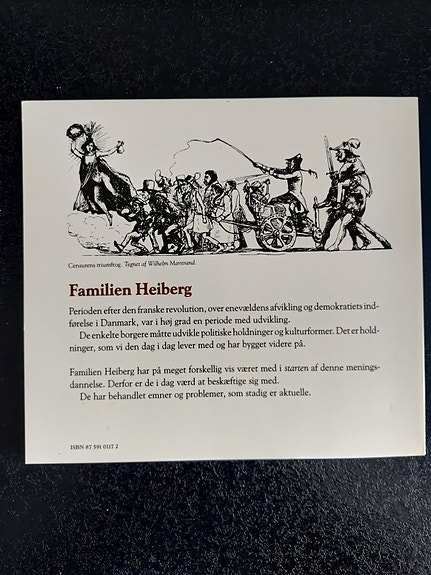 Censurens triumftog. Tegnet af Wilhelm Marstrand.
Familien Heiberg
Perioden efter den franske revolution, over enevældens afvikling og demokratiets ind-
førelse i Danmark, var i høj grad en periode med udvikling.
De enkelte borgere måtte udvikle politiske holdninger og kulturformer. Det er hold-
ninger, som vi den dag i dag lever med og har bygget videre på.
Familien Heiberg har på meget forskellig vis været med i starten af denne menings-
dannelse. Derfor er de i dag værd at beskæftige sig med.
De har behandlet emner og problemer, som stadig er aktuelle.
ISBN 87 591 0117 2